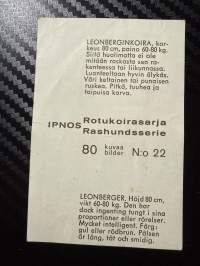 LEONBERGINKOIRA, kor-
keus 80 cm, paino 60-80 kg.
Siitä huolimatta ei ole
mitään raskasta sen ra-
kenteessa tai liikunnassa.
Luonteeltaan hyvin älykäs.
Väri keltainen tai punaisen
ruskea. Pitkä, tuuhea ja
taipuisa karva.
IPNOS Rotukoirasarja
Rashundsserie
80 kuvaa
bilder N:o 22
LEONBERGER, Höjd 80 cm,
vikt 60-80 kg. Den har
dock ingenting tungt i sina
proportioner eller rörelser.
Mycket intelligent. Färg:
gul eller rödbrun. Pälsen
är lång, tät och smidig.